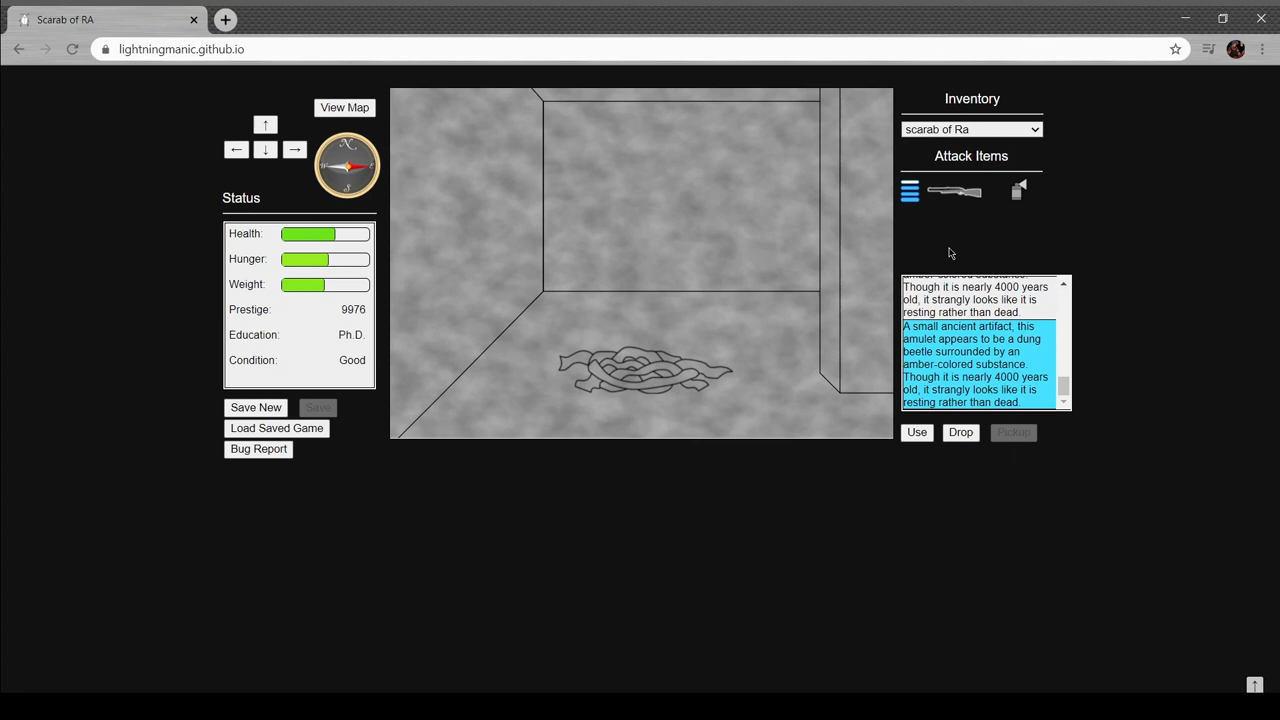 Scarab of RA
lightningmanic.github.io
View Map
↑
← ↓ →
N
W E
S
Status
Health:
Hunger:
Weight:
Prestige: 9976
Education: Ph.D.
Condition: Good
Save New Save
Load Saved Game
Bug Report
Inventory
scarab of Ra
Attack Items
amber-colored substance.
Though it is nearly 4000 years
old, it strangly looks like it is
resting rather than dead.
A small ancient artifact, this
amulet appears to be a dung
beetle surrounded by an
amber-colored substance.
Though it is nearly 4000 years
old, it strangly looks like it is
resting rather than dead.
Use Drop Pickup
↑